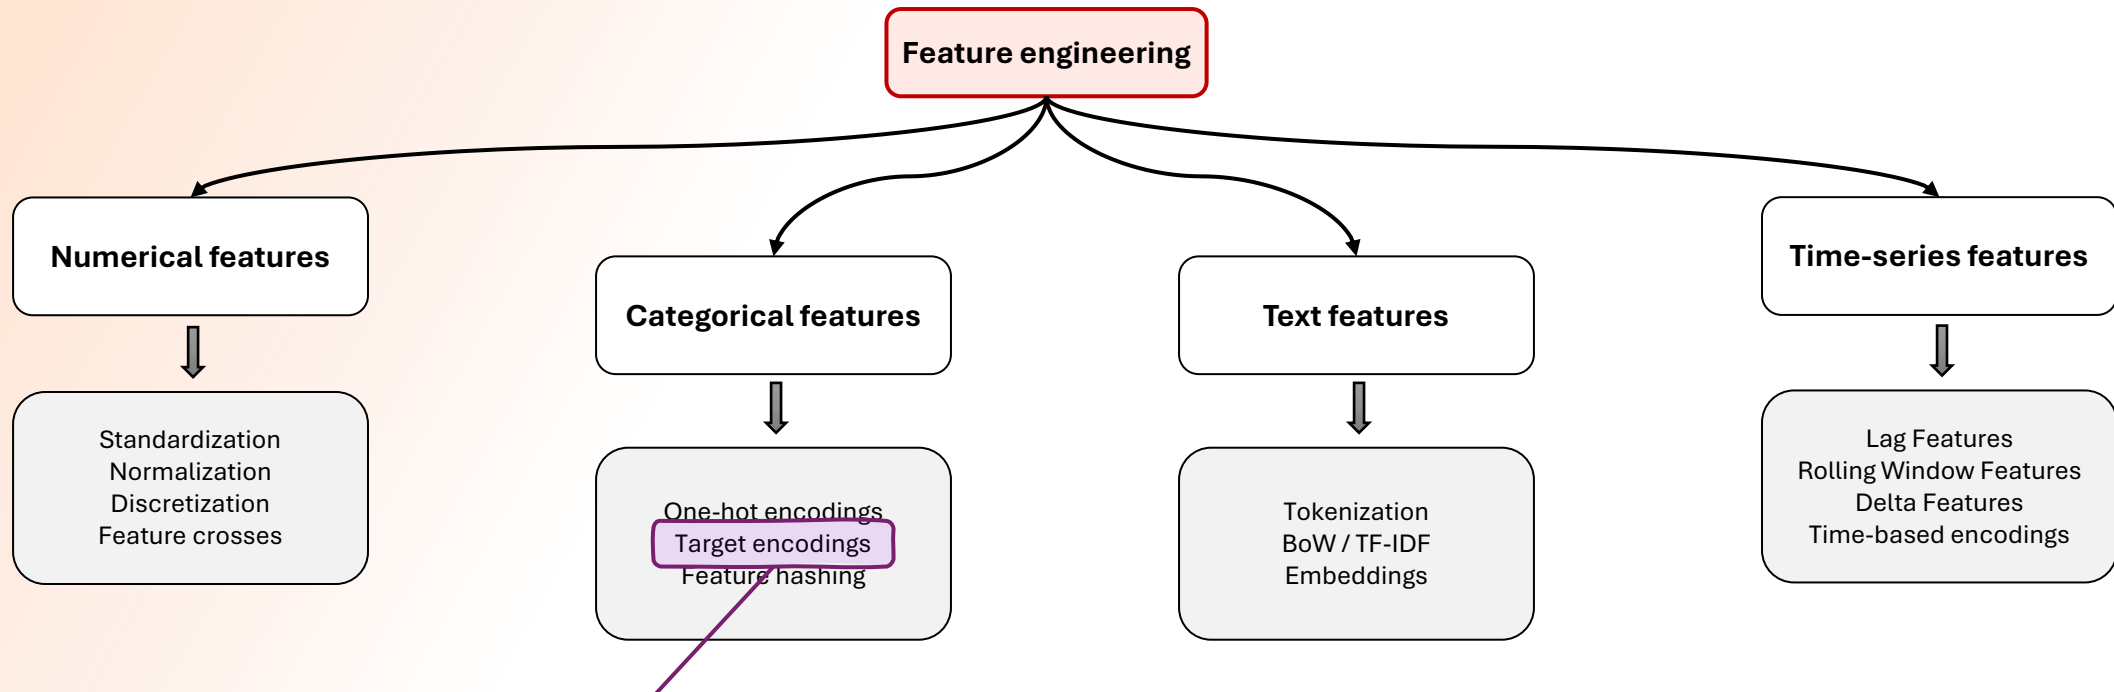 Feature engineering
Numerical features
Standardization
Normalization
Discretization
Feature crosses
Categorical features
One-hot encodings
Target encodings
Feature hashing
Text features
Tokenization
BoW / TF-IDF
Embeddings
Time-series features
Lag Features
Rolling Window Features
Delta Features
Time-based encodings